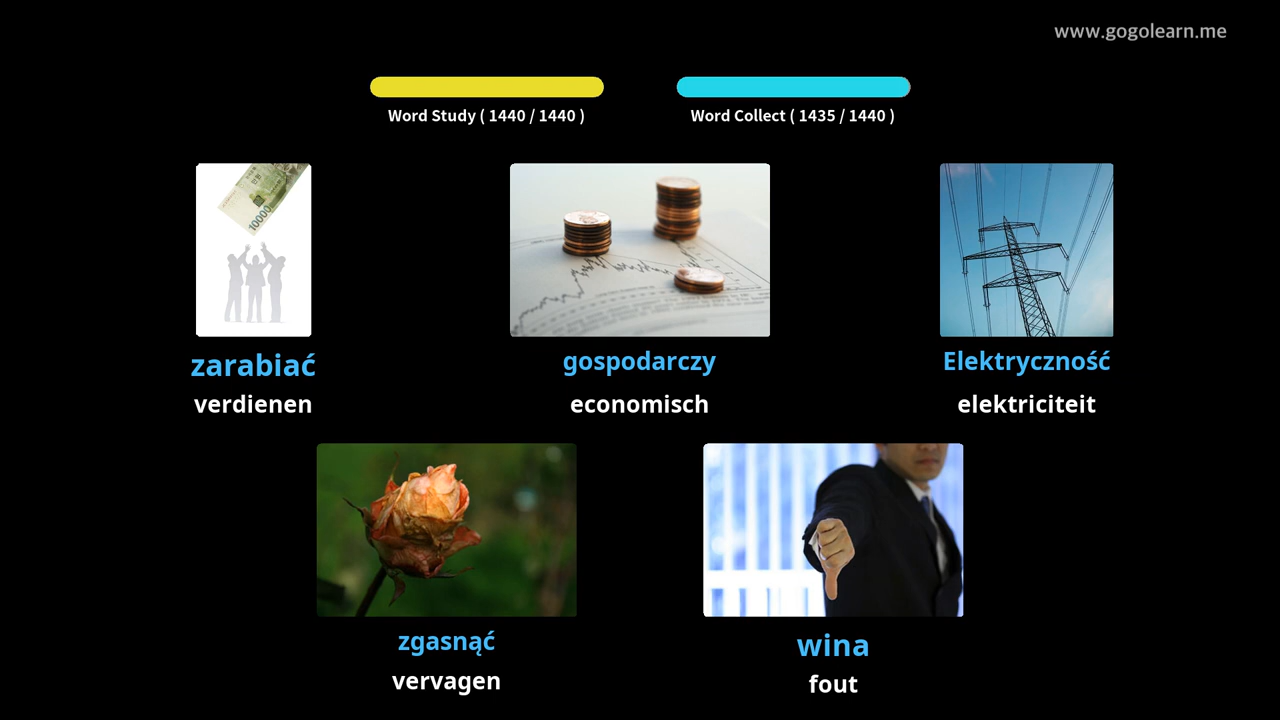 www.gogolearn.me
Word Study ( 1440 / 1440 )
Word Collect ( 1435 / 1440 )
10000
zarabiać
gospodarczy
Elektryczność
verdienen
economisch
elektriciteit
zgasnąć
wina
vervagen
fout